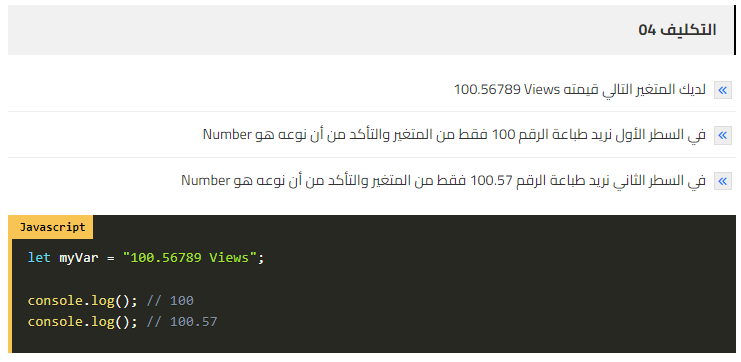 التكليف 04
لديك المتغير التالي قيمته 100.56789 Views
في السطر الأول نريد طباعة الرقم 100 فقط من المتغير والتأكد من أن نوعه هو Number
في السطر الثاني نريد طباعة الرقم 100.57 فقط من المتغير والتأكد من أن نوعه هو Number
Javascript
let myVar = "100.56789 Views";
console.log(); // 100
console.log(); // 100.57